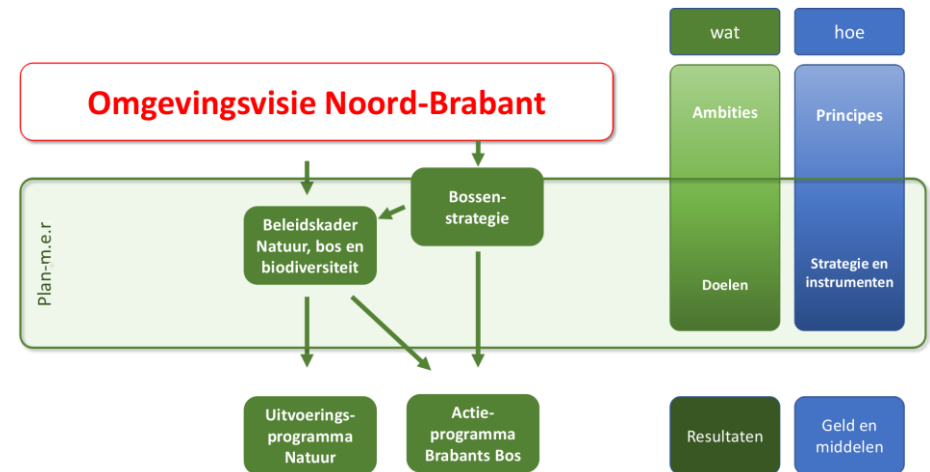 wat
hoe
Omgevingsvisie Noord-Brabant
Ambities
Principes
Bossen-
strategie
Beleidskader
Natuur, bos en
biodiversiteit
Plan-m.e.r
Doelen
Strategie en
instrumenten
Uitvoerings-
programma
Natuur
Actie-
programma
Brabants Bos
Resultaten
Geld en
middelen